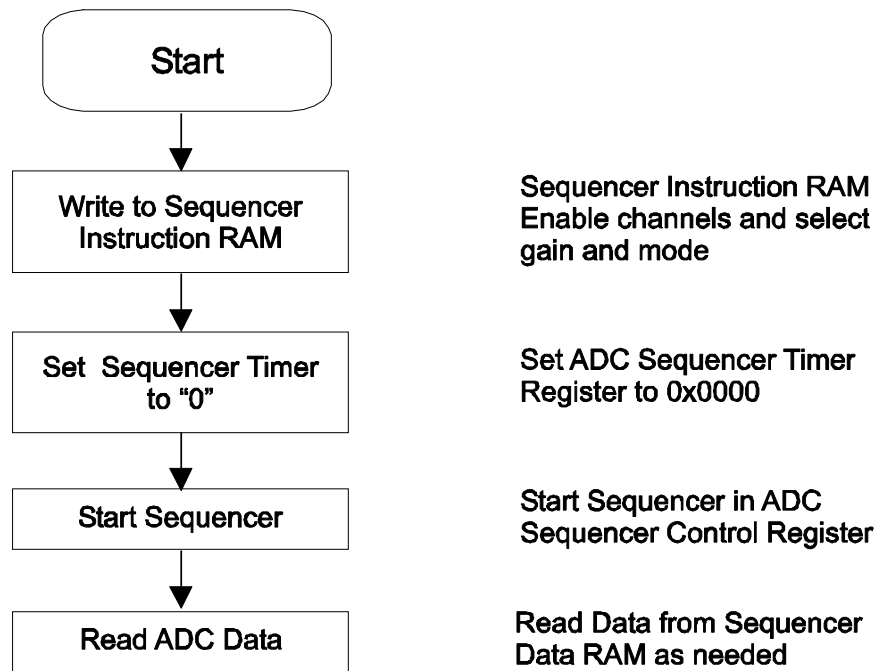 Start
Write to Sequencer
Instruction RAM
Sequencer Instruction RAM
Enable channels and select
gain and mode
Set Sequencer Timer
to “0”
Set ADC Sequencer Timer
Register to 0x0000
Start Sequencer
Start Sequencer in ADC
Sequencer Control Register
Read ADC Data
Read Data from Sequencer
Data RAM as needed